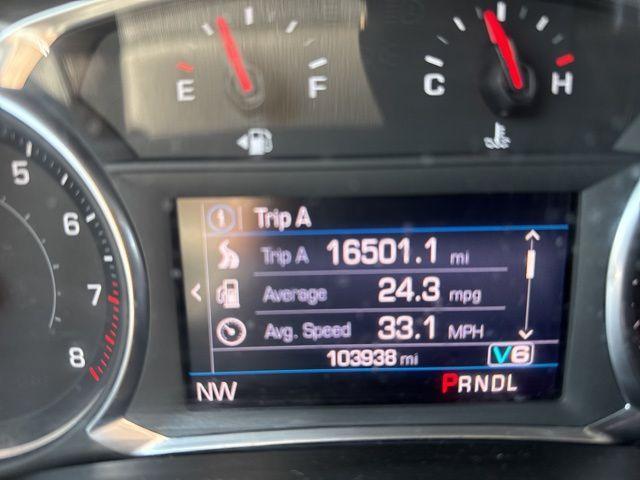 E F C H
5
6
7
8
Trip A
Trip A 16501.1 mi
Average 24.3 mpg
Avg. Speed 33.1 MPH
103938 mi V6
NW PRNDL